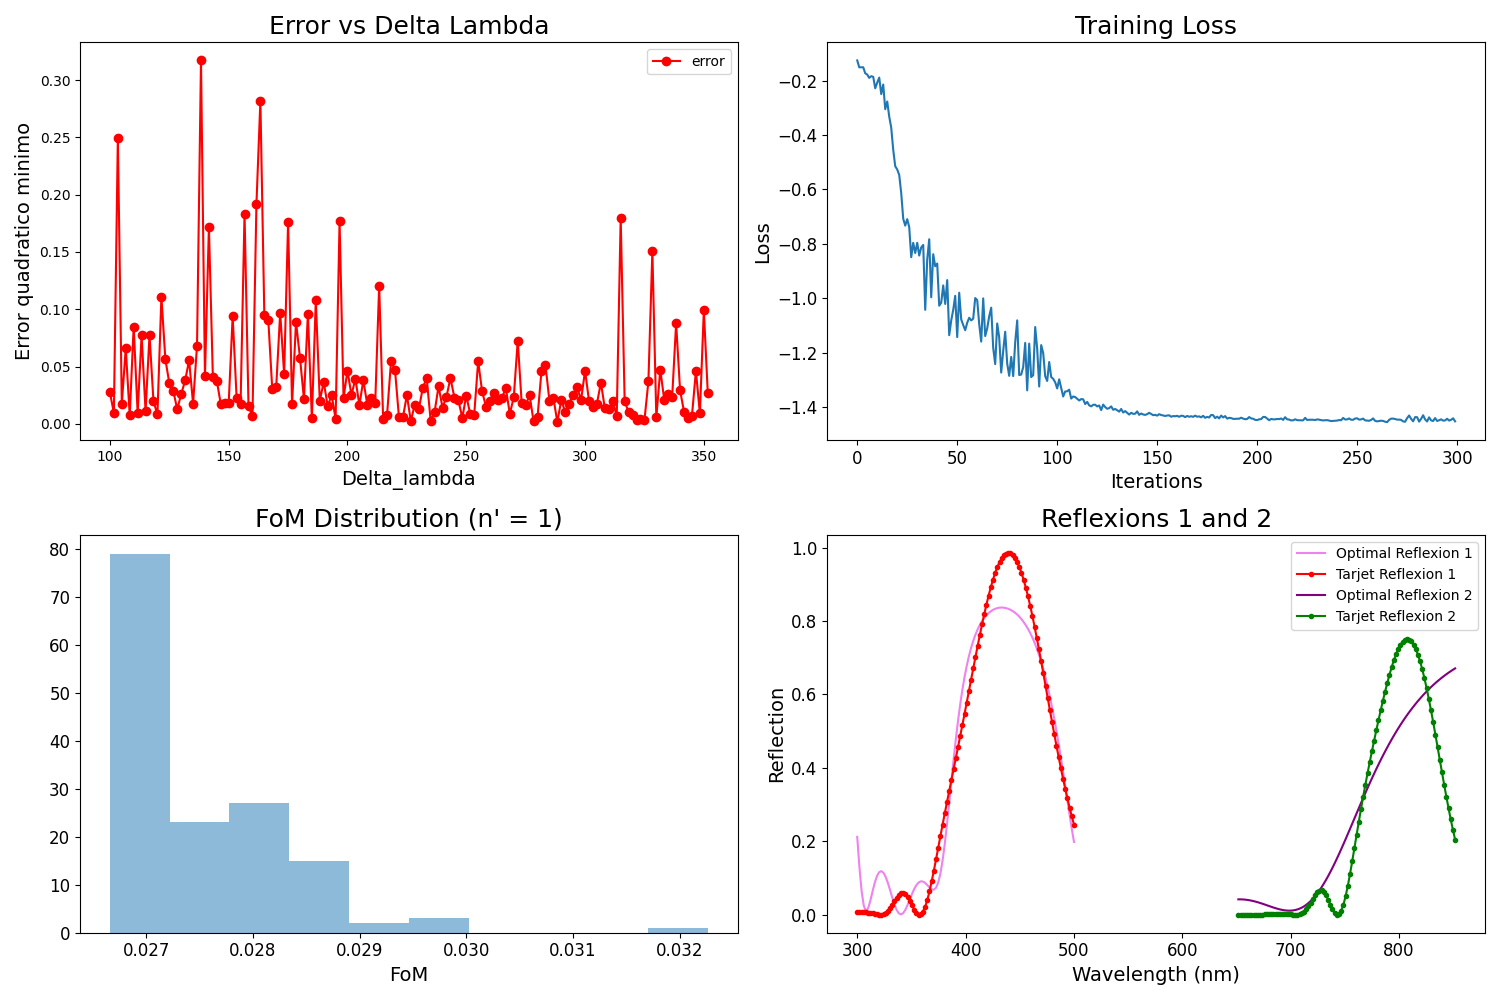 Error vs Delta Lambda
error
Error quadratico minimo
0.30
0.25
0.20
0.15
0.10
0.05
0.00
100 150 200 250 300 350
Delta_lambda
Training Loss
Loss
−0.2
−0.4
−0.6
−0.8
−1.0
−1.2
−1.4
0 50 100 150 200 250 300
Iterations
FoM Distribution (n' = 1)
80
70
60
50
40
30
20
10
0
0.027 0.028 0.029 0.030 0.031 0.032
FoM
Reflexions 1 and 2
Optimal Reflexion 1
Tarjet Reflexion 1
Optimal Reflexion 2
Tarjet Reflexion 2
Reflection
1.0
0.8
0.6
0.4
0.2
0.0
300 400 500 600 700 800
Wavelength (nm)